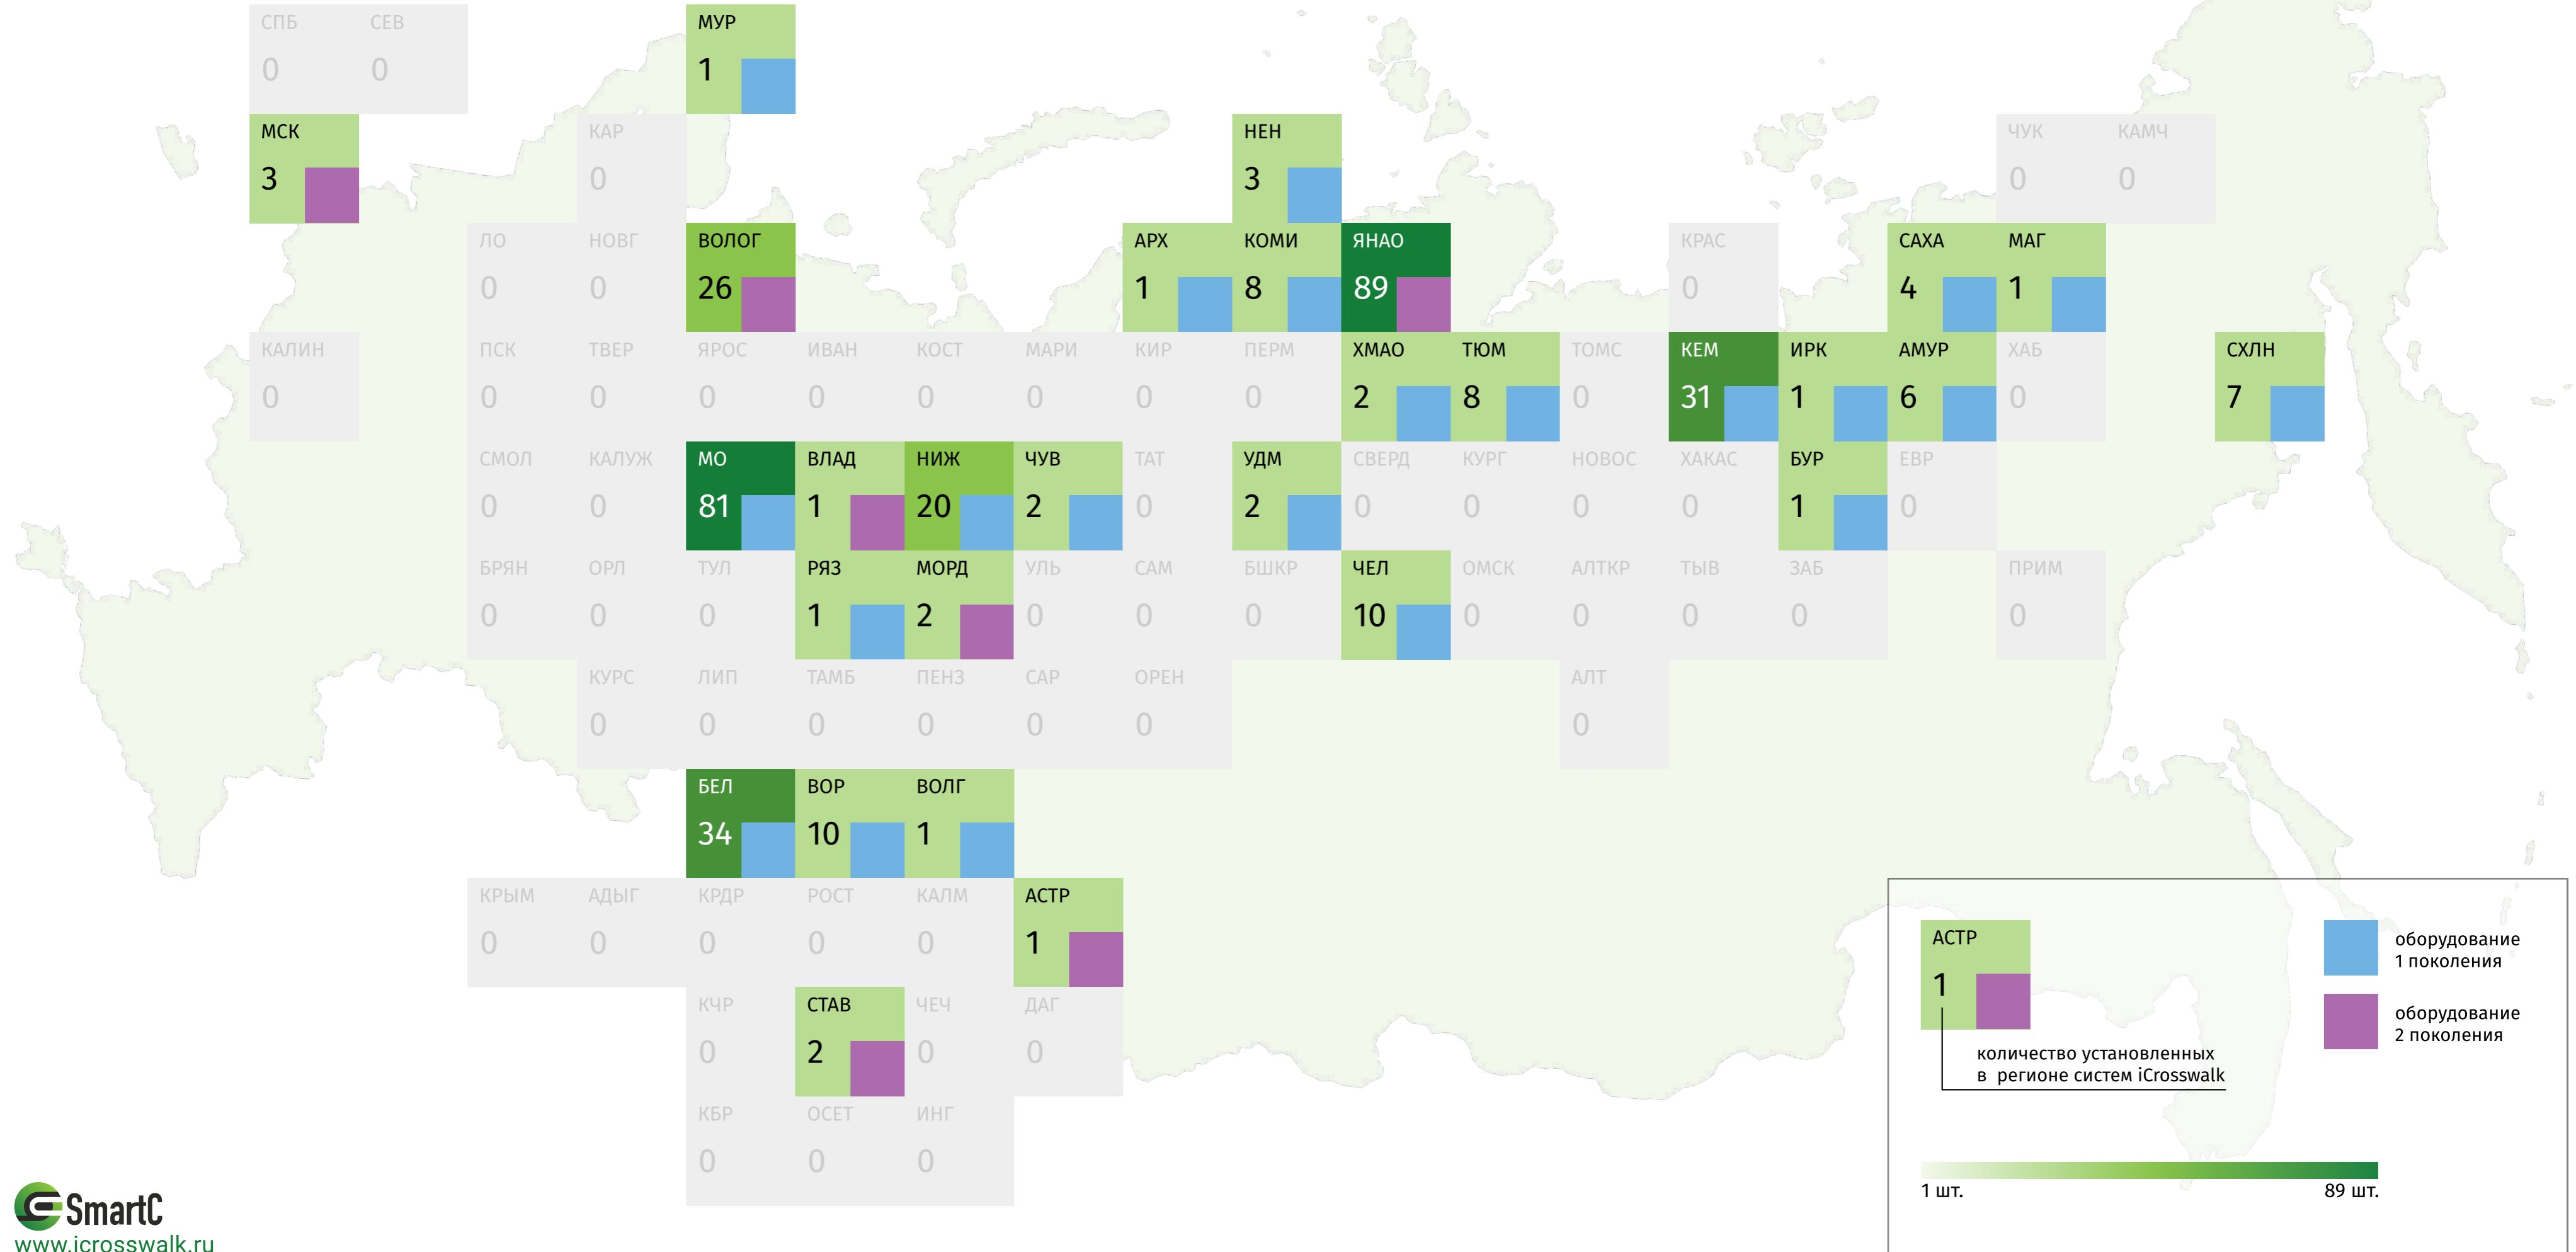 СПБ СЕВ МУР
0 0 1
МСК КАР НЕН ЧУК КАМЧ
3 0 3 0 0
ЛО НОВГ ВОЛОГ АРХ КОМИ ЯНАО КРАС САХА МАГ
0 0 26 1 8 89 0 4 1
КАЛИН ПСК ТВЕР ЯРОС ИВАН КОСТ МАРИ КИР ПЕРМ ХМАО ТЮМ ТОМС КЕМ ИРК АМУР ХАБ СХЛН
0 0 0 0 0 0 0 0 0 2 8 0 31 1 6 0 7
СМОЛ КАЛУЖ МО ВЛАД НИЖ ЧУВ ТАТ УДМ СВЕРД КУРГ НОВОС ХАКАС БУР ЕВР
0 0 81 1 20 2 0 2 0 0 0 0 1 0
БРЯН ОРЛ ТУЛ РЯЗ МОРД УЛЬ САМ БШКР ЧЕЛ ОМСК АЛТКР ТЫВ ЗАБ ПРИМ
0 0 0 1 2 0 0 0 10 0 0 0 0 0
КУРС ЛИП ТАМБ ПЕНЗ САР ОРЕН АЛТ
0 0 0 0 0 0 0
БЕЛ ВОР ВОЛГ
34 10 1
КРЫМ АДЫГ КРДР РОСТ КАЛМ АСТР
0 0 0 0 0 1
КЧР СТАВ ЧЕЧ ДАГ
0 2 0 0
КБР ОСЕТ ИНГ
0 0 0
АСТР
1
количество установленных
в регионе систем iCrosswalk
оборудование
1 поколения
оборудование
2 поколения
1 шт. 89 шт.
SmartC
www.icrosswalk.ru